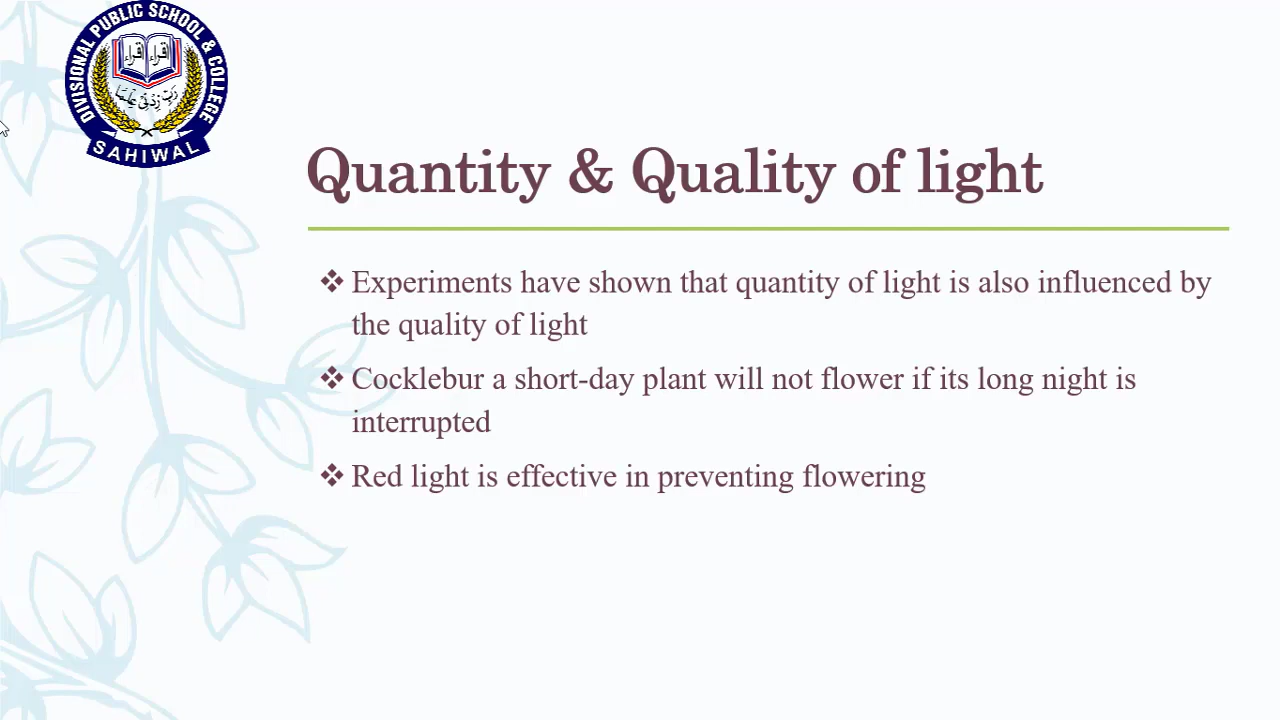 DIVISIONAL PUBLIC SCHOOL & COLLEGE
اقراء اقراء
رَبِّ زِدْنِیْ عِلْمًا
SAHIWAL
Quantity & Quality of light
❖ Experiments have shown that quantity of light is also influenced by
the quality of light
❖ Cocklebur a short-day plant will not flower if its long night is
interrupted
❖ Red light is effective in preventing flowering